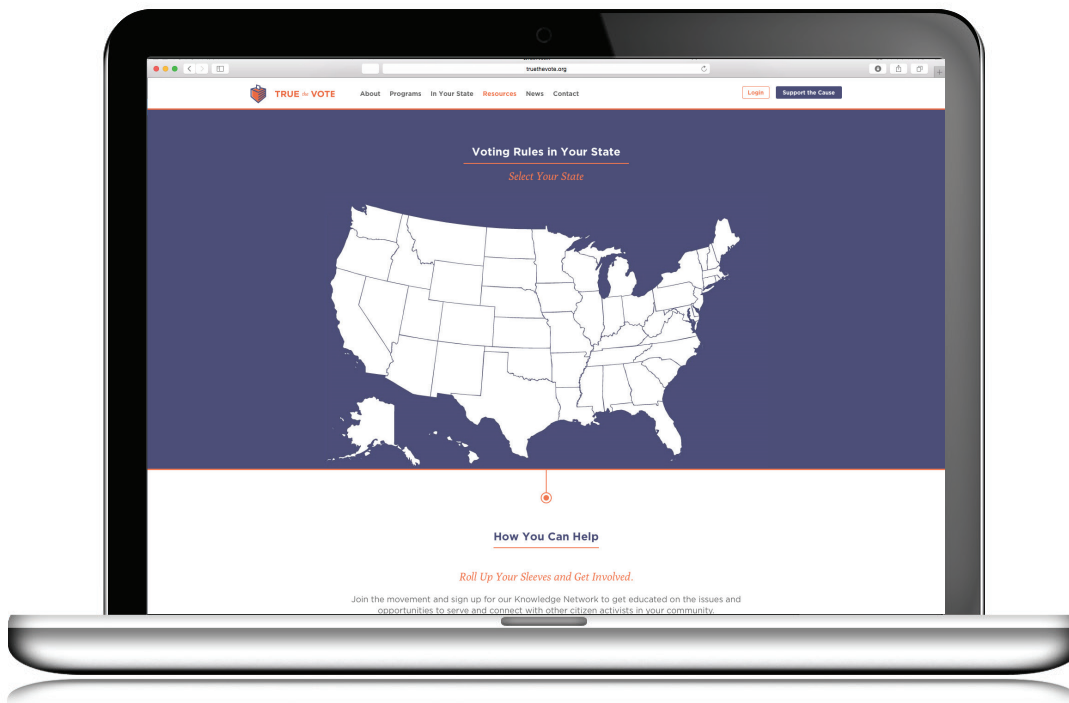 truethevote.org
TRUE the VOTE
About Programs In Your State Resources News Contact
Login
Support the Cause
Voting Rules in Your State
Select Your State
How You Can Help
Roll Up Your Sleeves and Get Involved.
Join the movement and sign up for our Knowledge Network to get educated on the issues and
opportunities to serve and connect with other citizen activists in your community.